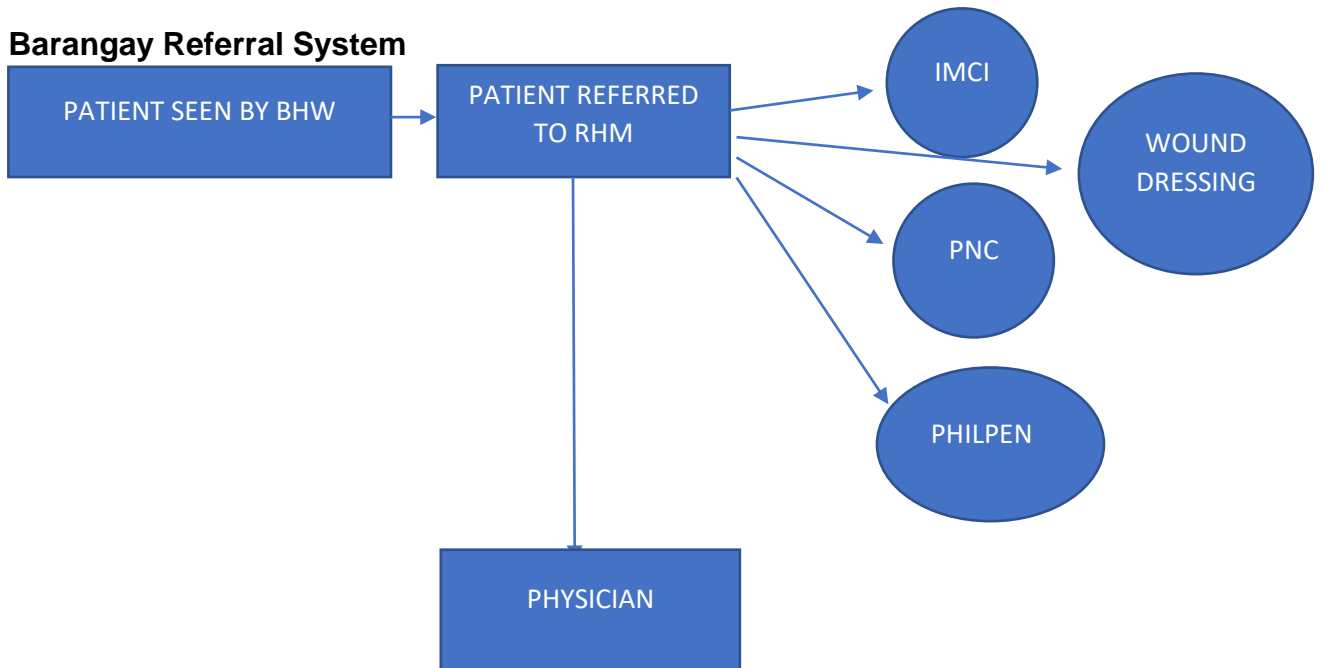 Barangay Referral System
PATIENT SEEN BY BHW
PATIENT REFERRED
TO RHM
IMCI
WOUND
DRESSING
PNC
PHILPEN
PHYSICIAN